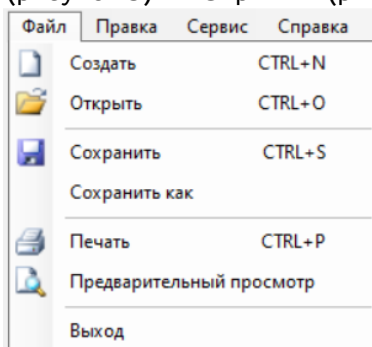 Файл Правка Сервис Справка
Создать CTRL+N
Открыть CTRL+O
Сохранить CTRL+S
Сохранить как
Печать CTRL+P
Предварительный просмотр
Выход